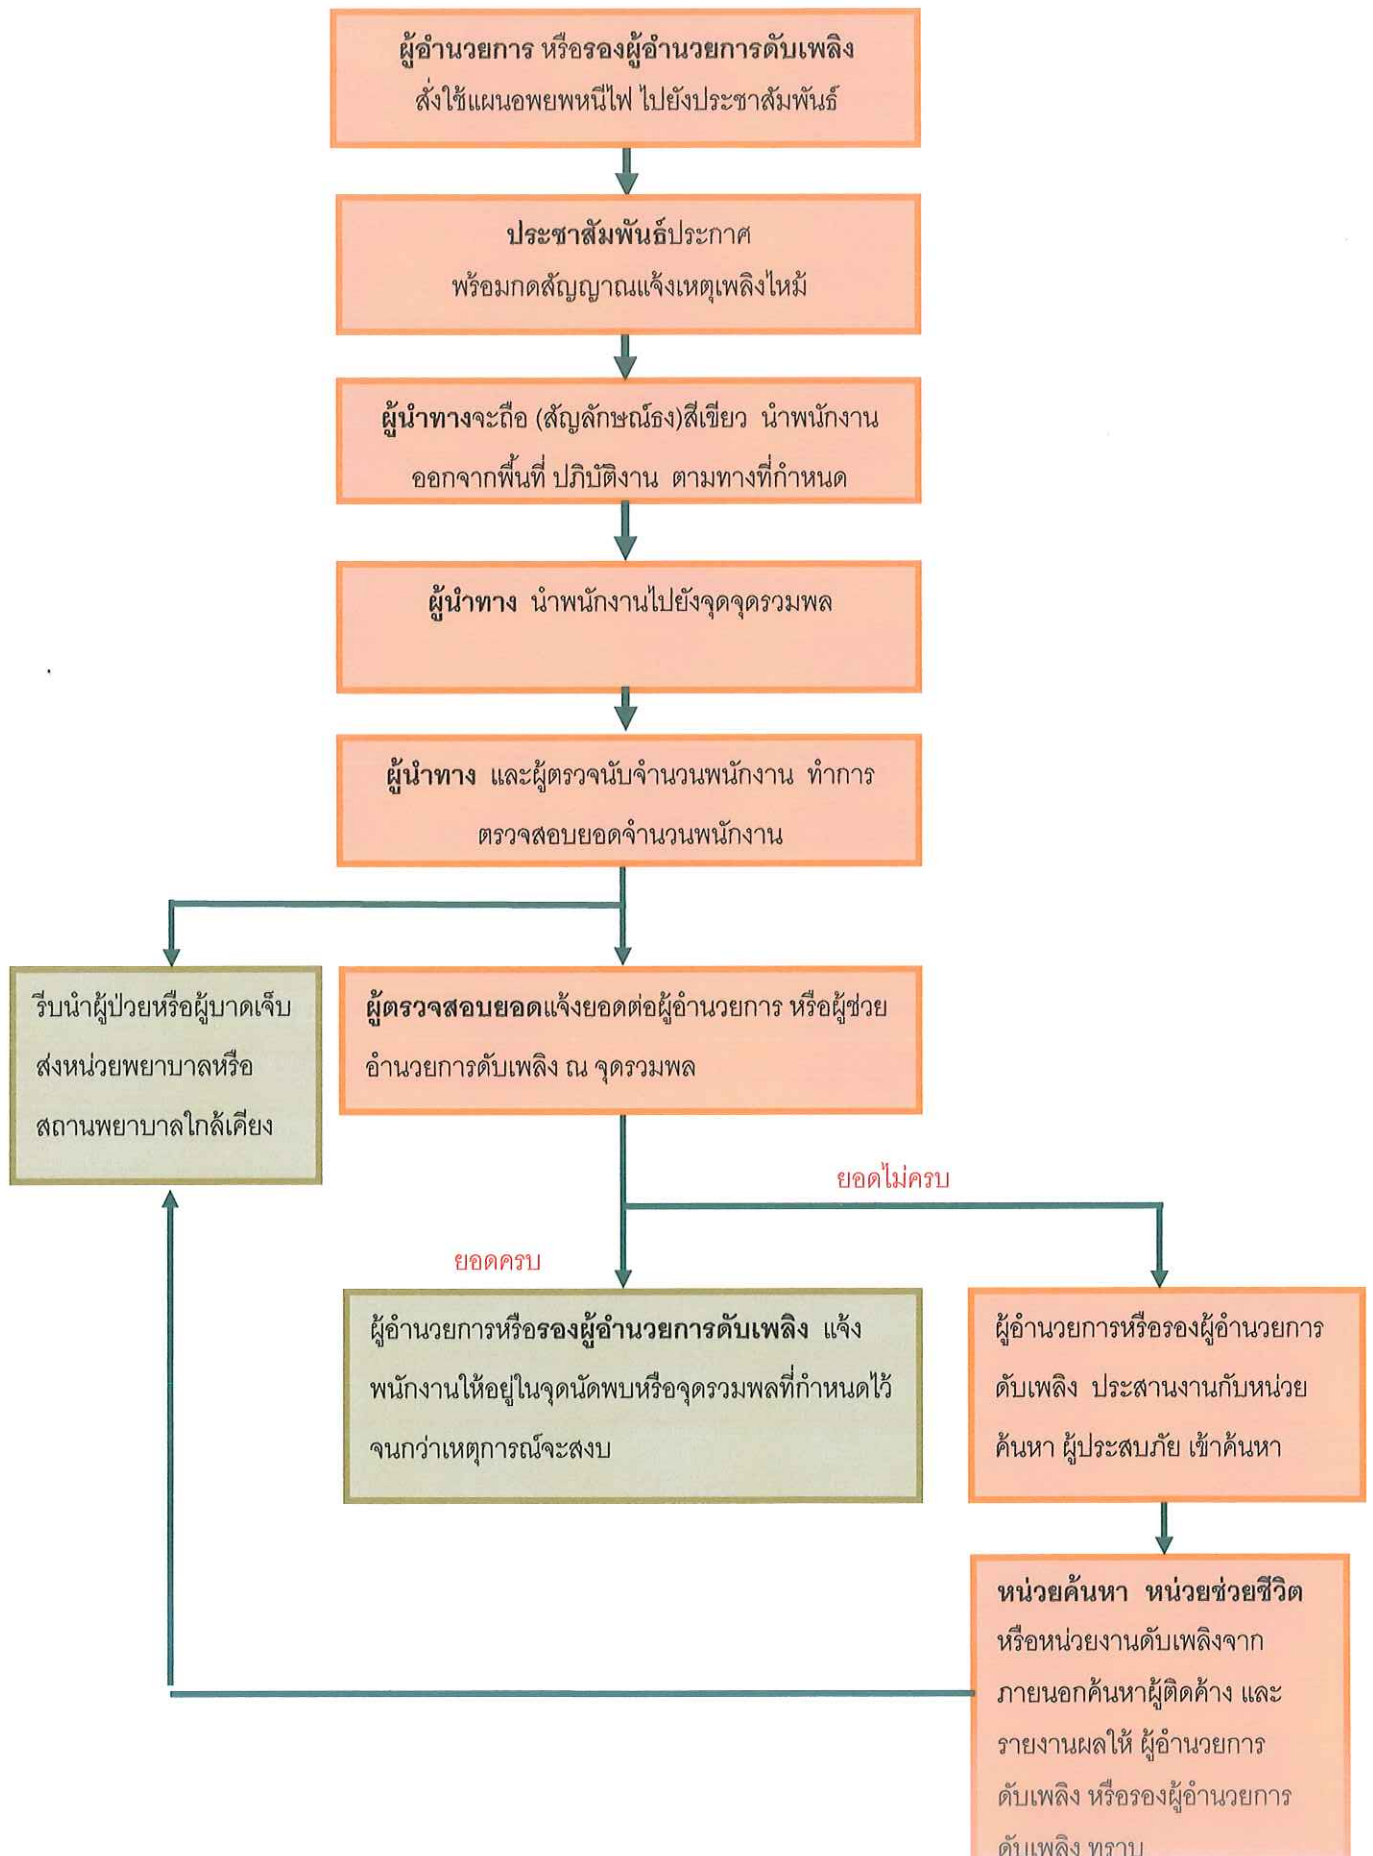 ผู้อำนวยการ หรือรองผู้อำนวยการดับเพลิง
สั่งใช้แผนอพยพหนีไฟ ไปยังประชาสัมพันธ์
ประชาสัมพันธ์ประกาศ
พร้อมกดสัญญาณแจ้งเหตุเพลิงไหม้
ผู้นำทางจะถือ (สัญลักษณ์ธง)สีเขียว นำพนักงาน
ออกจากพื้นที่ ปภิบัติงาน ตามทางที่กำหนด
ผู้นำทาง นำพนักงานไปยังจุดจุดรวมพล
ผู้นำทาง และผู้ตรวจนับจำนวนพนักงาน ทำการ
ตรวจสอบยอดจำนวนพนักงาน
รีบนำผู้ป่วยหรือผู้บาดเจ็บ
ส่งหน่วยพยาบาลหรือ
สถานพยาบาลใกล้เคียง
ผู้ตรวจสอบยอดแจ้งยอดต่อผู้อำนวยการ หรือผู้ช่วย
อำนวยการดับเพลิง ณ จุดรวมพล
ยอดไม่ครบ
ยอดครบ
ผู้อำนวยการหรือรองผู้อำนวยการดับเพลิง แจ้ง
พนักงานให้อยู่ในจุดนัดพบหรือจุดรวมพลที่กำหนดไว้
จนกว่าเหตุการณ์จะสงบ
ผู้อำนวยการหรือรองผู้อำนวยการ
ดับเพลิง ประสานงานกับหน่วย
ค้นหา ผู้ประสบภัย เข้าค้นหา
หน่วยค้นหา หน่วยช่วยชีวิต
หรือหน่วยงานดับเพลิงจาก
ภายนอกค้นหาผู้ติดค้าง และ
รายงานผลให้ ผู้อำนวยการ
ดับเพลิง หรือรองผู้อำนวยการ
ดับเพลิง ทราบ